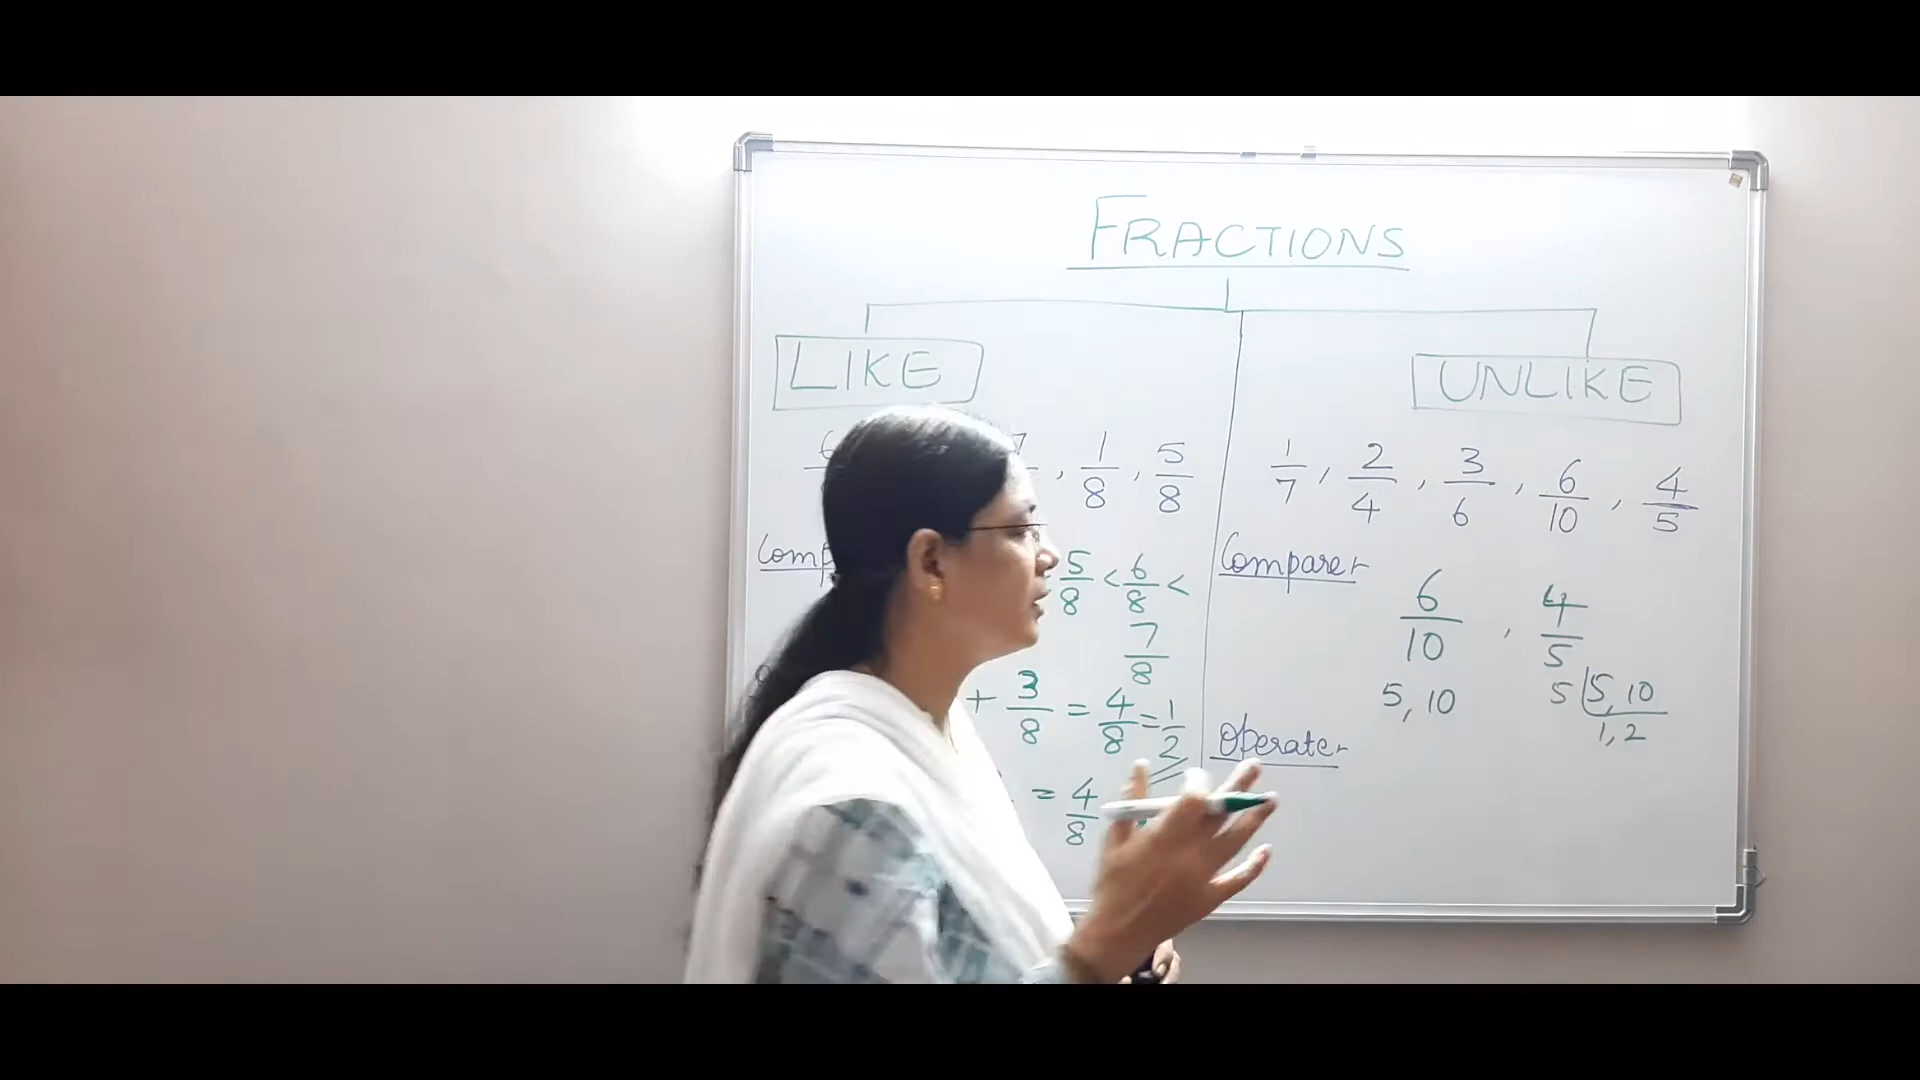 FRACTIONS
LIKE
UNLIKE
1/8 , 5/8
1/7 , 2/4 , 3/6 , 6/10 , 4/5
5/8 < 6/8 <
7/8
+ 3/8 = 4/8 = 1/2
= 4/8
Compare -
6/10 , 4/5
5, 10
5 5, 10
1, 2
Operate -